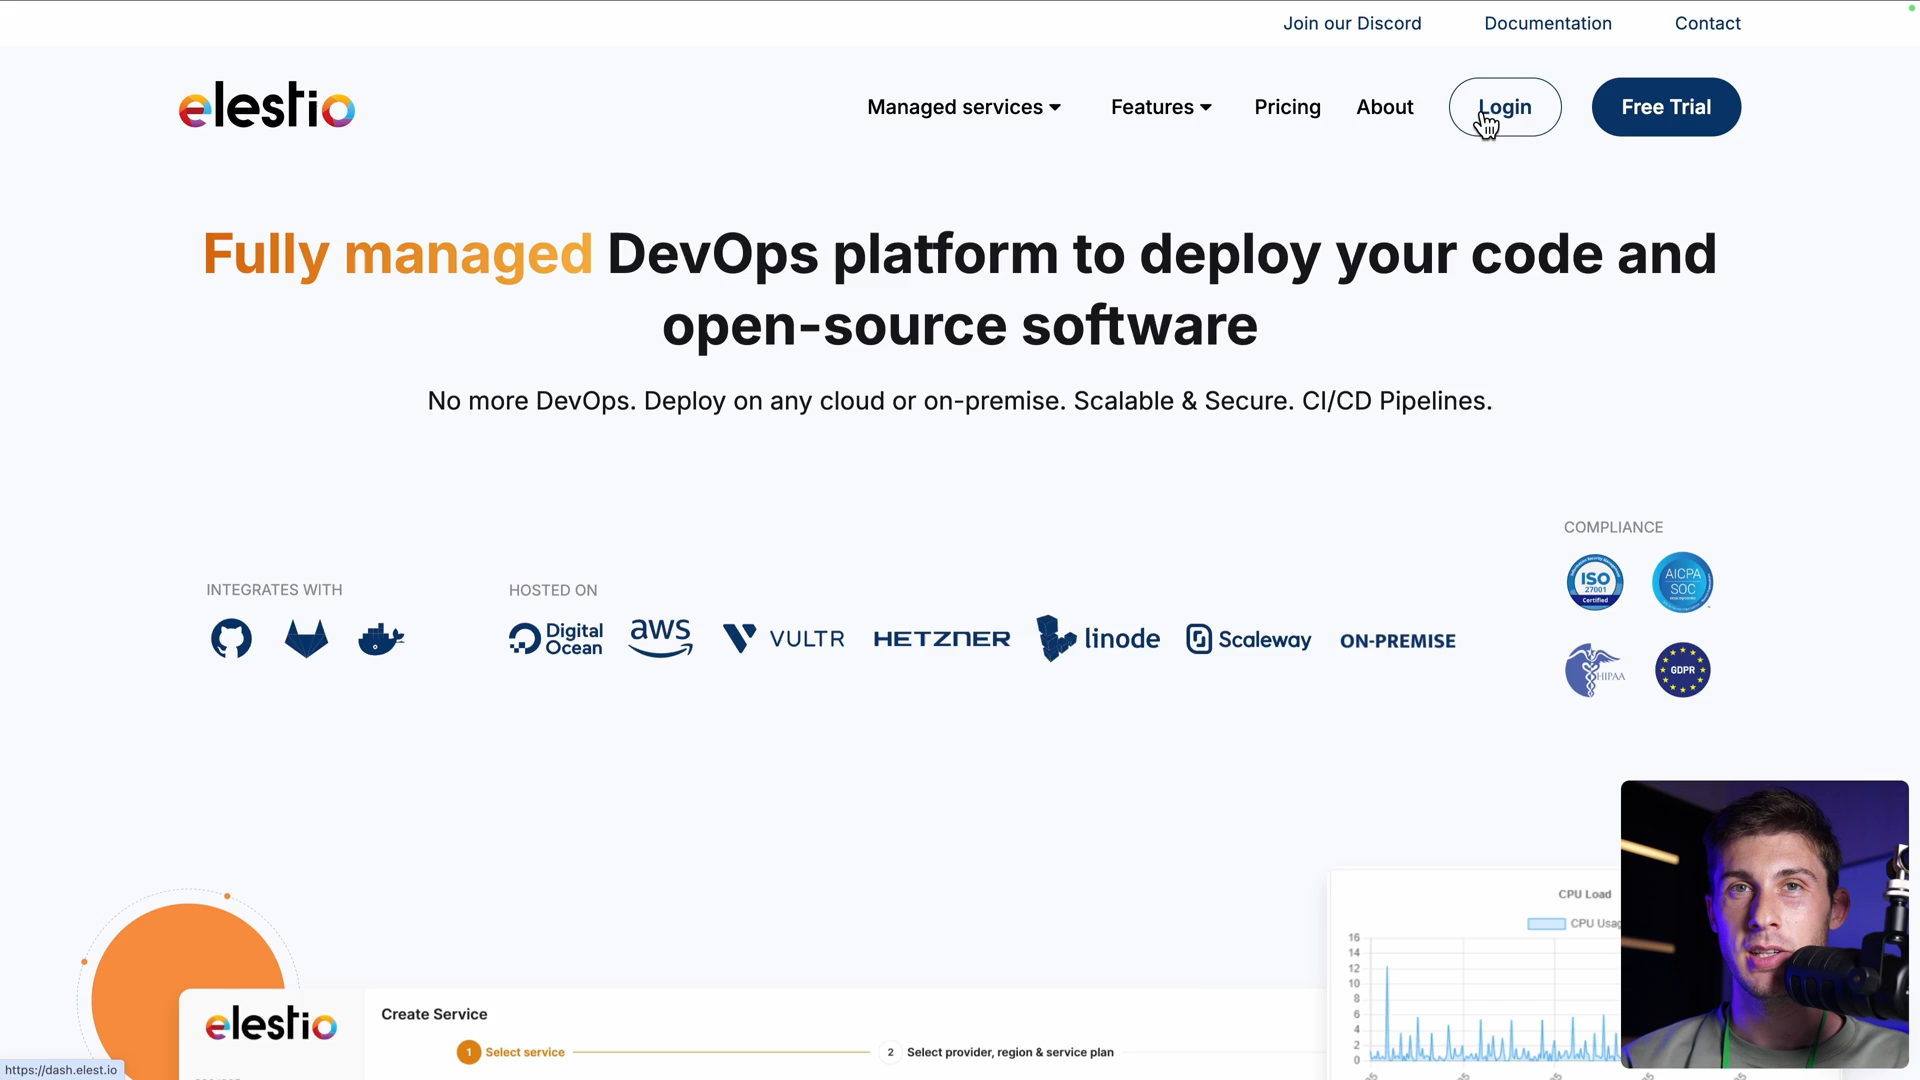 Join our Discord
Documentation
Contact
elestio
Managed services
Features
Pricing
About
Login
Free Trial
Fully managed DevOps platform to deploy your code and
open-source software
No more DevOps. Deploy on any cloud or on-premise. Scalable & Secure. CI/CD Pipelines.
COMPLIANCE
ISO
27001
Certified
AICPA
SOC
INTEGRATES WITH
HOSTED ON
Digital
Ocean
aws
VULTR
HETZNER
linode
Scaleway
ON-PREMISE
HIPAA
GDPR
CPU Load
CPU Usag
16
14
12
10
8
6
4
2
0
elestio
Create Service
1 Select service
2 Select provider, region & service plan
https://dash.elest.io